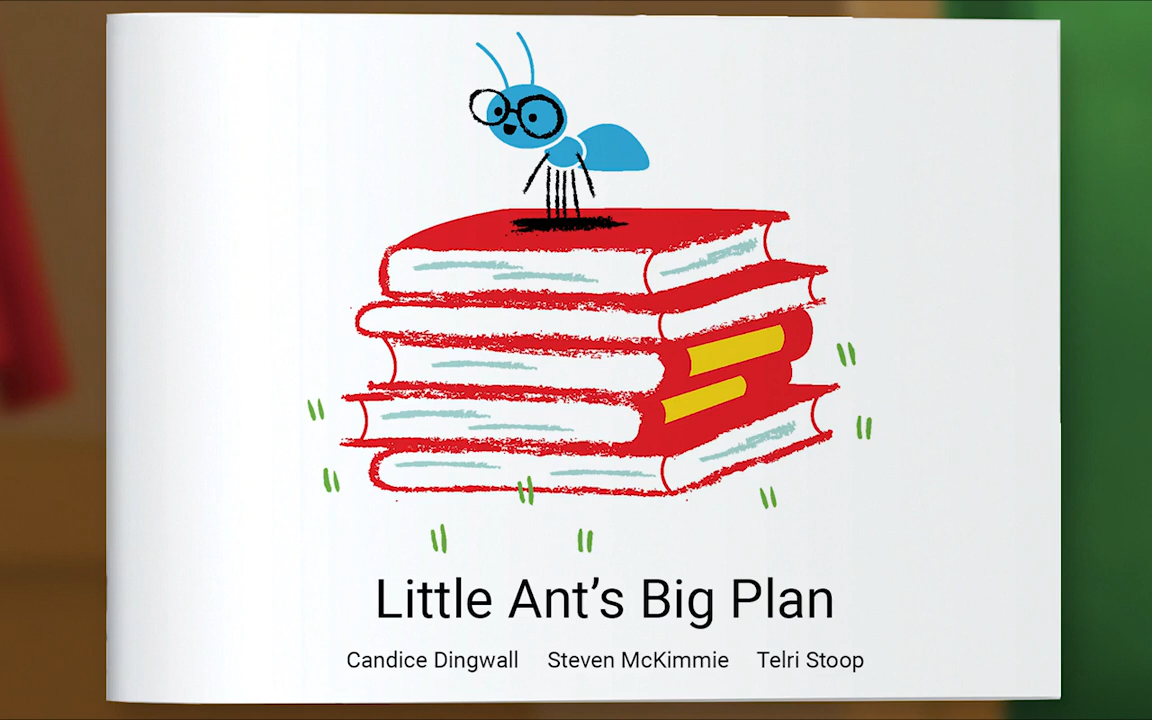 Little Ant’s Big Plan
Candice Dingwall Steven McKimmie Telri Stoop